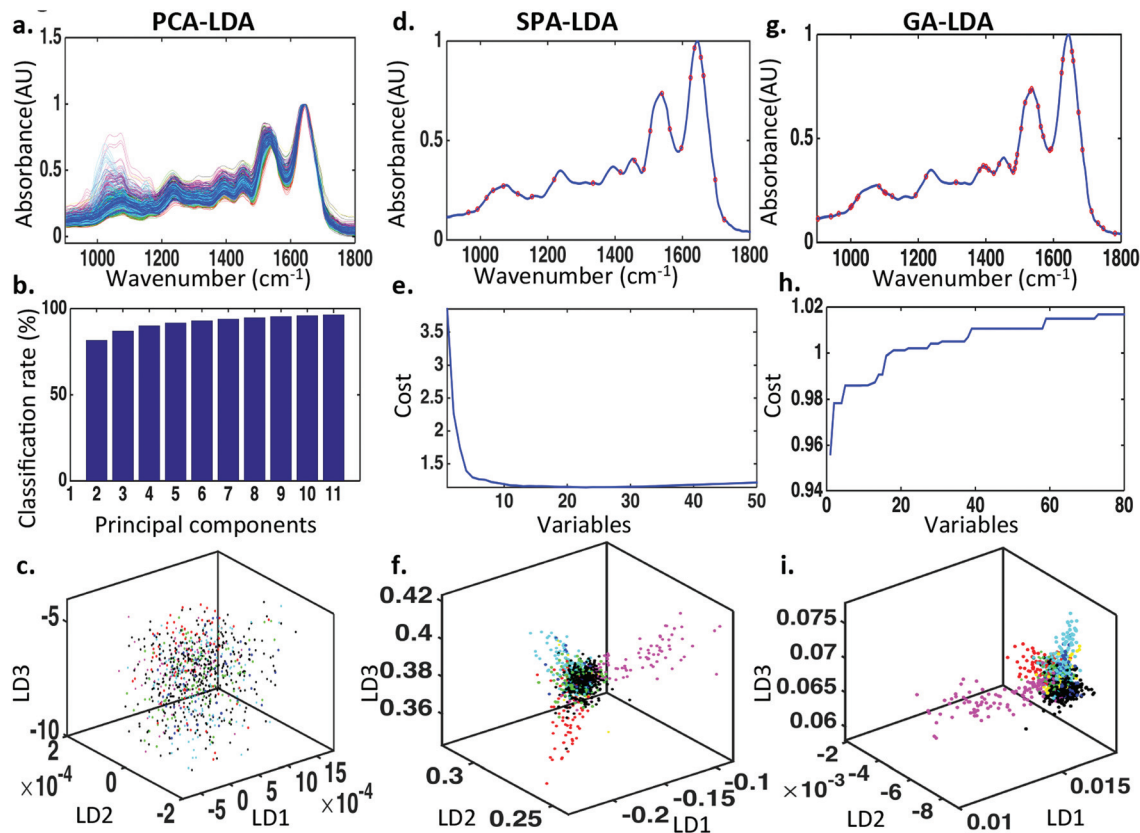 PCA-LDA
SPA-LDA
GA-LDA
a.
1.5
1
0.5
0
Absorbance(AU)
1000 1200 1400 1600 1800
Wavenumber (cm⁻¹)
d.
1
0.5
0
Absorbance(AU)
1000 1200 1400 1600 1800
Wavenumber (cm⁻¹)
g.
1
0.5
0
Absorbance(AU)
1000 1200 1400 1600 1800
Wavenumber (cm⁻¹)
b.
100
50
0
Classification rate (%)
1 2 3 4 5 6 7 8 9 10 11
Principal components
e.
3.5
3
2.5
2
1.5
Cost
10 20 30 40 50
Variables
h.
1.02
1
0.98
0.96
0.94
Cost
0 20 40 60 80
Variables
c.
-5
-10
LD3
2
×10⁻⁴
0
-2
LD2
-5 0 5 10 15
×10⁻⁴
LD1
f.
0.42
0.4
0.38
0.36
LD3
0.3
0.25
LD2
-0.2 -0.15 -0.1
LD1
i.
0.075
0.07
0.065
0.06
LD3
-2
×10⁻³ -4
-6
-8
LD2
0.01 0.015
LD1